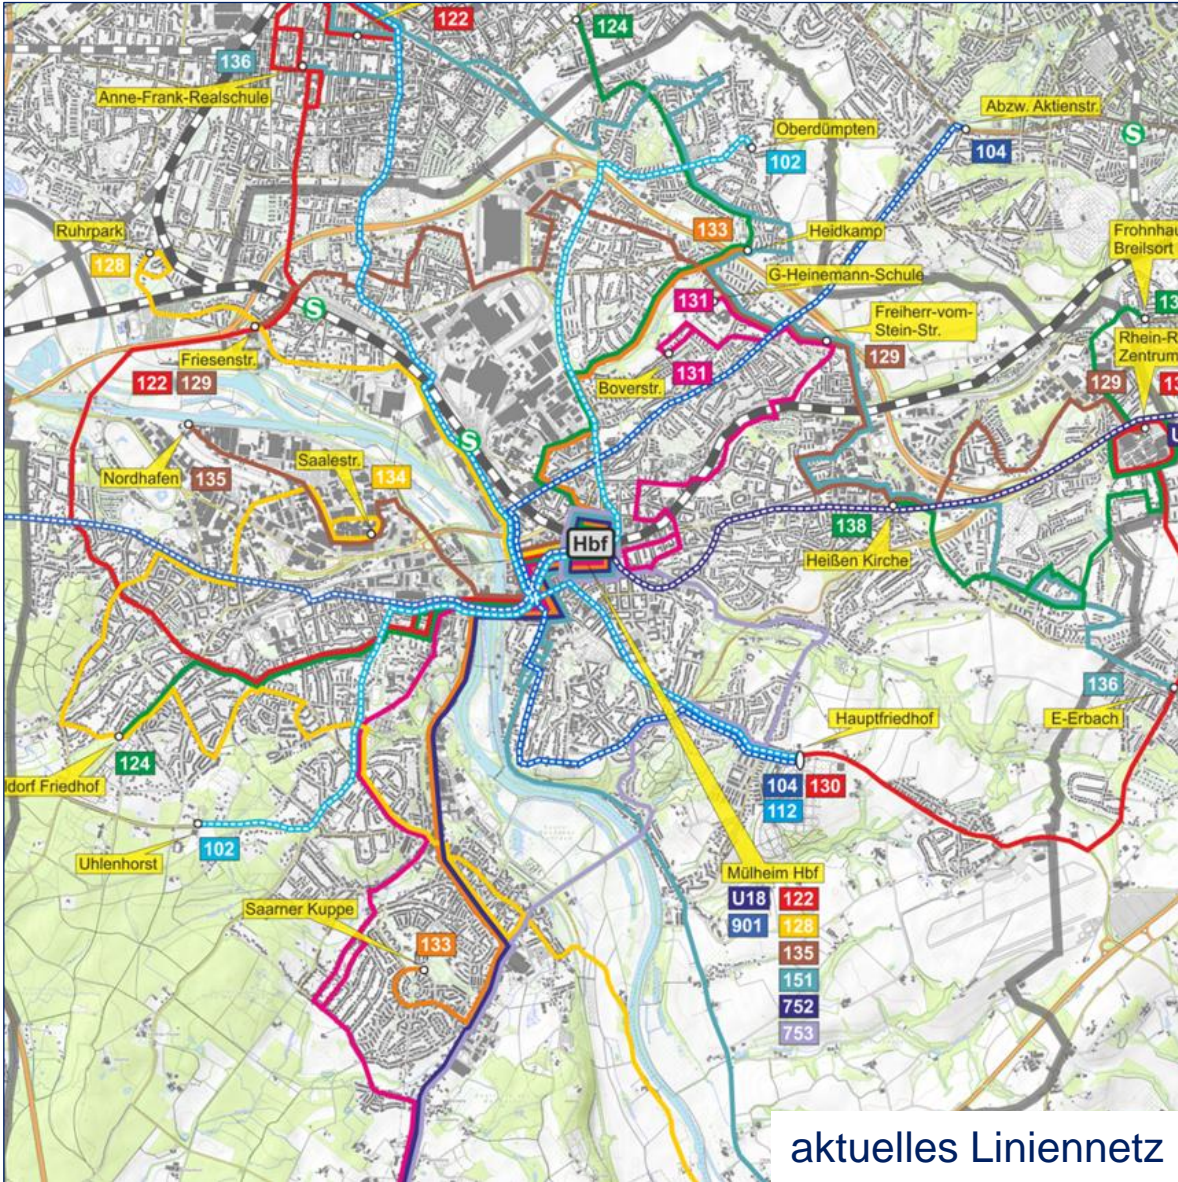 122
124
136
Anne-Frank-Realschule
Abzw. Aktienstr.
S
Oberdümpten
104
102
Ruhrpark
133
Heidkamp
128
G-Heinemann-Schule
131
S
Freiherr-vom-
Stein-Str.
Friesenstr.
129
122 129
Boverstr.
131
129
S
Saalestr.
Nordhafen 135
134
138
Hbf
Heißen Kirche
136
E-Erbach
Hauptfriedhof
124
dorf Friedhof
104 130
112
102
Uhlenhorst
Mülheim Hbf
U18 122
901 128
135
151
752
753
Saarner Kuppe
133
aktuelles Liniennetz